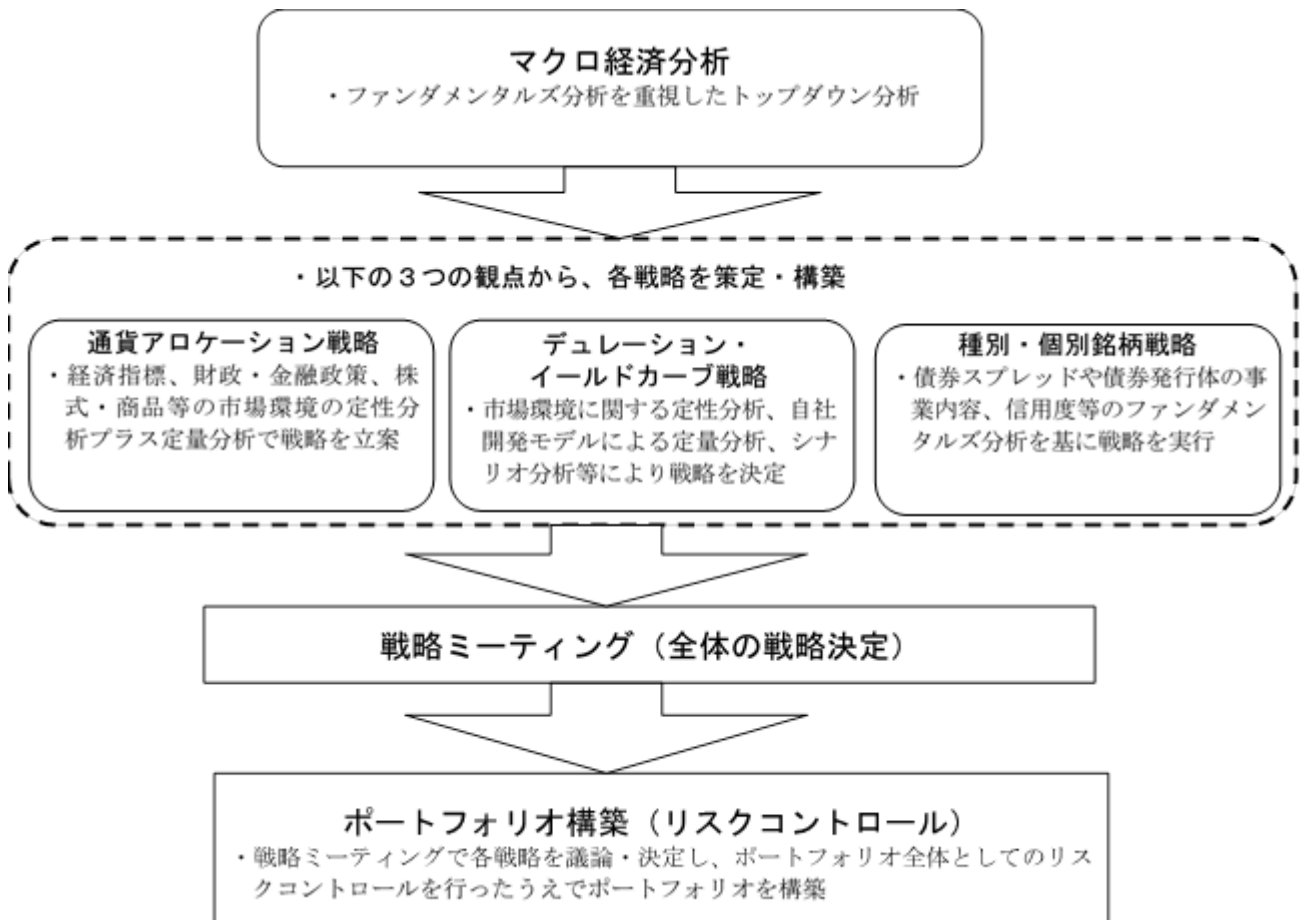 マクロ経済分析
・ファンダメンタルズ分析を重視したトップダウン分析
・以下の３つの観点から、各戦略を策定・構築
通貨アロケーション戦略
・経済指標、財政・金融政策、株
式・商品等の市場環境の定性分
析プラス定量分析で戦略を立案
デュレーション・
イールドカーブ戦略
・市場環境に関する定性分析、自社
開発モデルによる定量分析、シナ
リオ分析等により戦略を決定
種別・個別銘柄戦略
・債券スプレッドや債券発行体の事
業内容、信用度等のファンダメン
タルズ分析を基に戦略を実行
戦略ミーティング（全体の戦略決定）
ポートフォリオ構築（リスクコントロール）
・戦略ミーティングで各戦略を議論・決定し、ポートフォリオ全体としてのリス
クコントロールを行ったうえでポートフォリオを構築